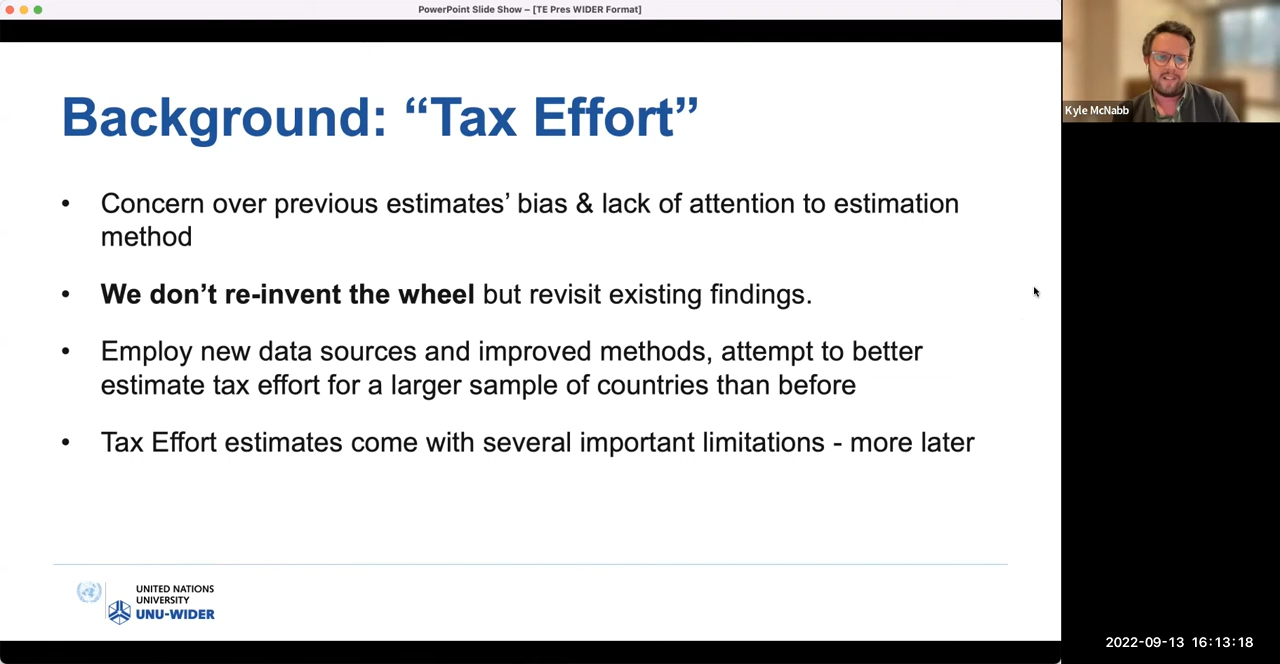 PowerPoint Slide Show – [TE Pres WIDER Format]
Background: “Tax Effort”
• Concern over previous estimates’ bias & lack of attention to estimation
method
• We don’t re-invent the wheel but revisit existing findings.
• Employ new data sources and improved methods, attempt to better
estimate tax effort for a larger sample of countries than before
• Tax Effort estimates come with several important limitations - more later
UNITED NATIONS
UNIVERSITY
UNU-WIDER
Kyle McNabb
2022-09-13 16:13:18